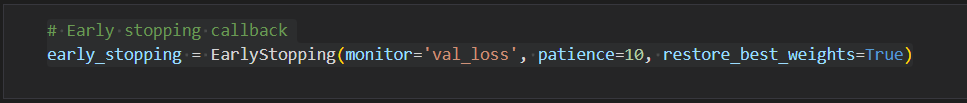 # Early stopping callback
early_stopping = EarlyStopping(monitor='val_loss', patience=10, restore_best_weights=True)